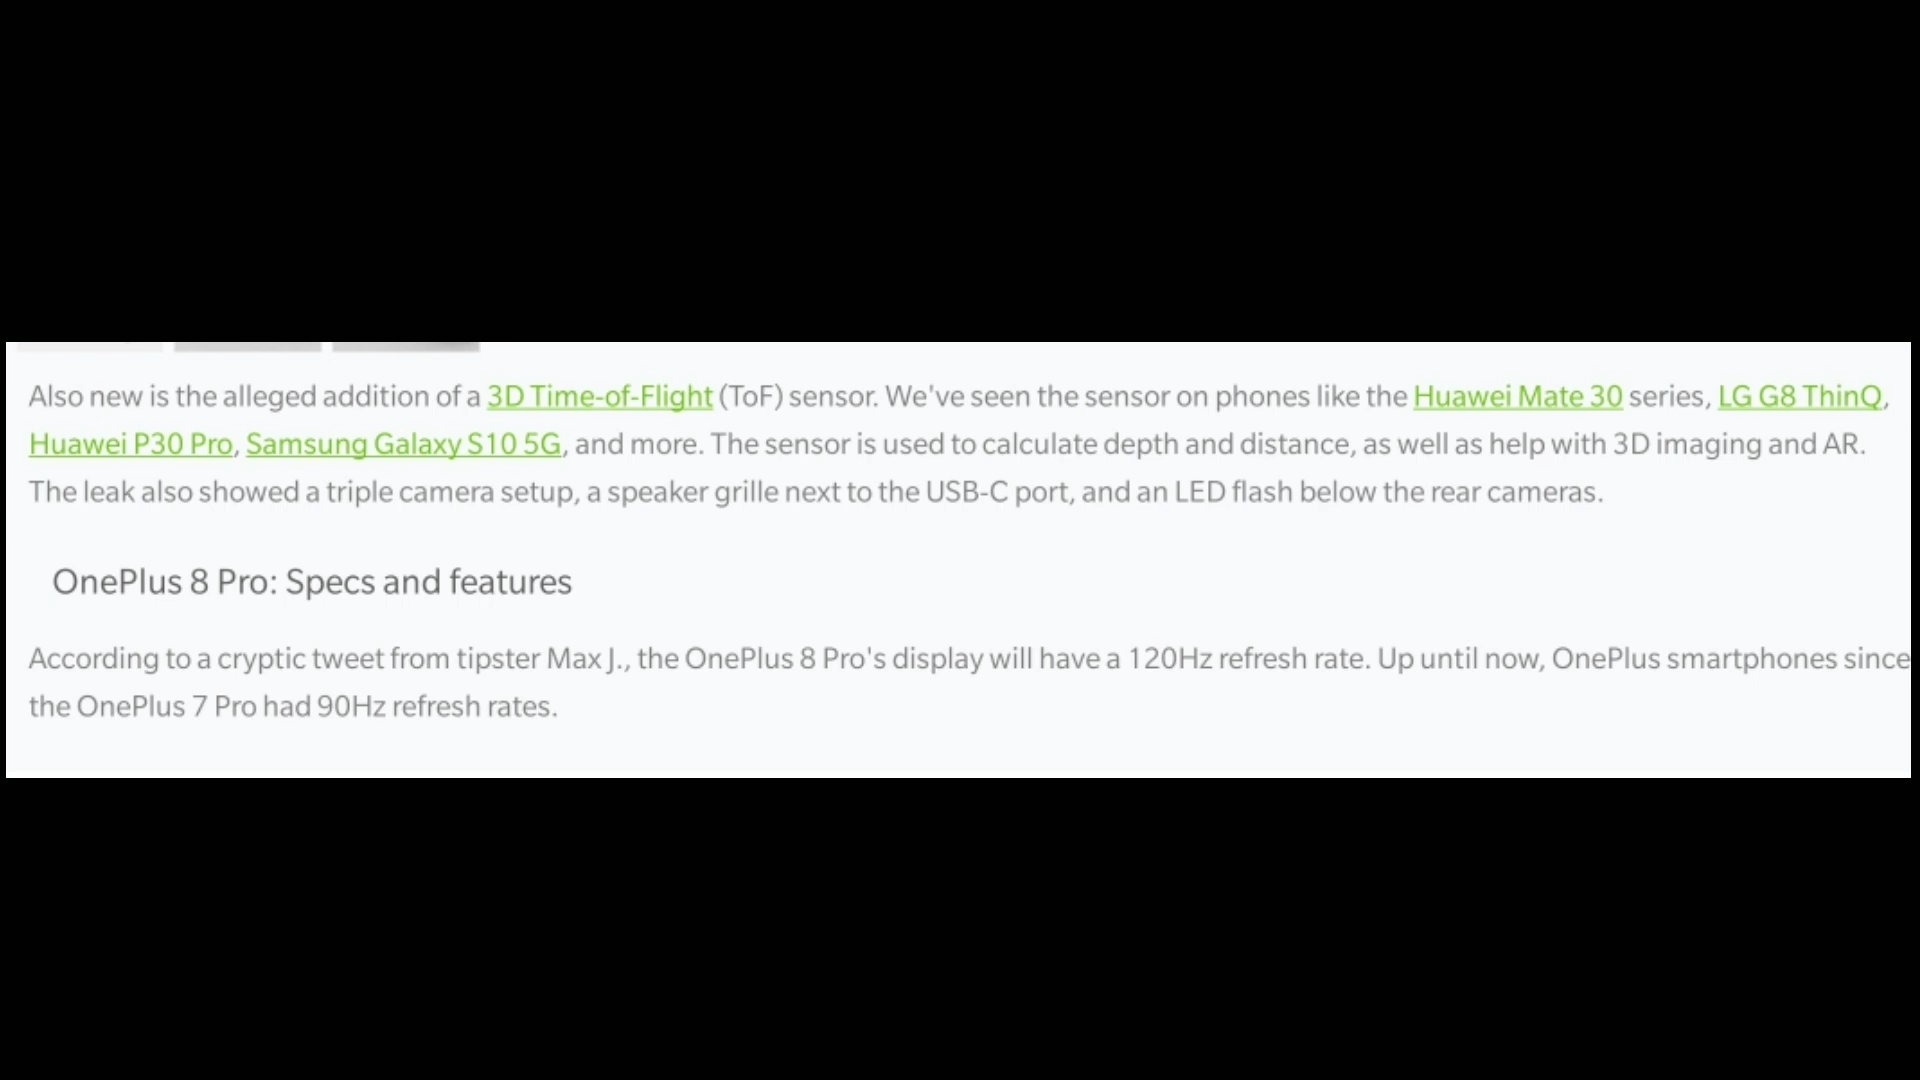 Also new is the alleged addition of a 3D Time-of-Flight (ToF) sensor. We've seen the sensor on phones like the Huawei Mate 30 series, LG G8 ThinQ,
Huawei P30 Pro, Samsung Galaxy S10 5G, and more. The sensor is used to calculate depth and distance, as well as help with 3D imaging and AR.
The leak also showed a triple camera setup, a speaker grille next to the USB-C port, and an LED flash below the rear cameras.
OnePlus 8 Pro: Specs and features
According to a cryptic tweet from tipster Max J., the OnePlus 8 Pro's display will have a 120Hz refresh rate. Up until now, OnePlus smartphones since
the OnePlus 7 Pro had 90Hz refresh rates.